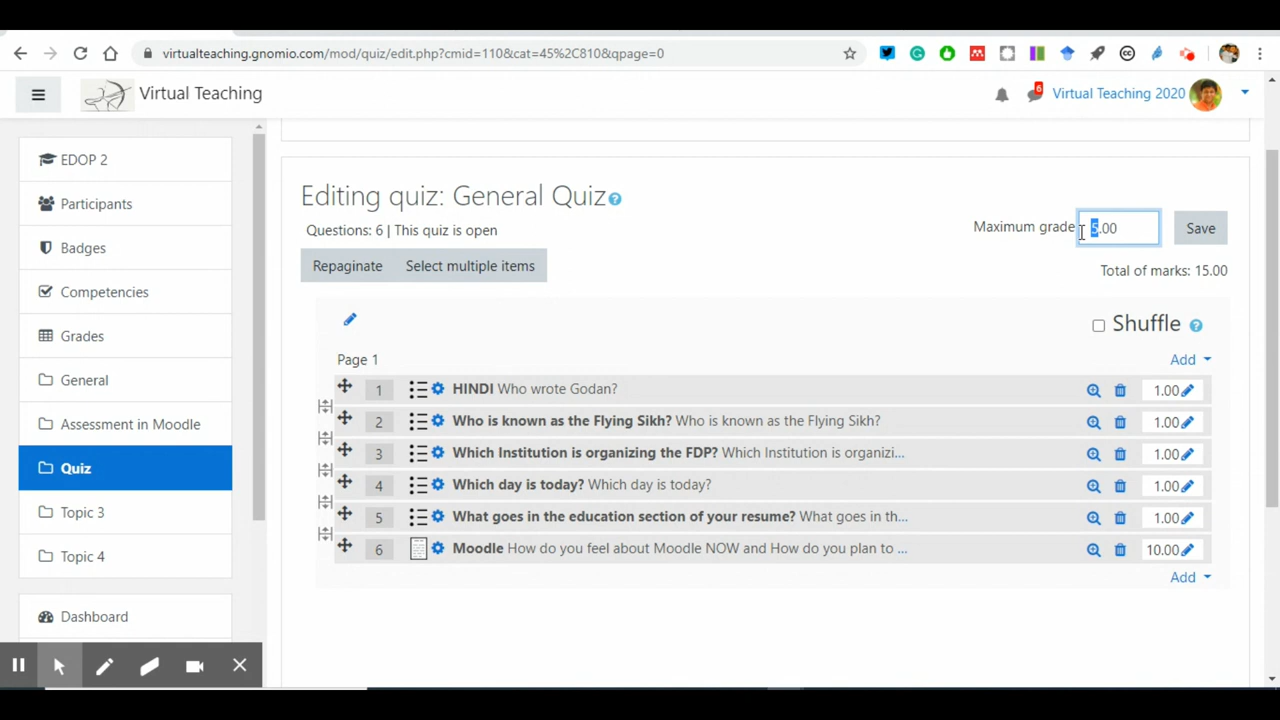 virtualteaching.gnomio.com/mod/quiz/edit.php?cmid=110&cat=45%2C810&qpage=0
Virtual Teaching
6
Virtual Teaching 2020
EDOP 2
Participants
Badges
Competencies
Grades
General
Assessment in Moodle
Quiz
Topic 3
Topic 4
Dashboard
Editing quiz: General Quiz
Questions: 6 | This quiz is open
Maximum grade 5.00 Save
Repaginate Select multiple items
Total of marks: 15.00
Shuffle
Page 1 Add
1 HINDI Who wrote Godan? 1.00
2 Who is known as the Flying Sikh? Who is known as the Flying Sikh? 1.00
3 Which Institution is organizing the FDP? Which Institution is organizi... 1.00
4 Which day is today? Which day is today? 1.00
5 What goes in the education section of your resume? What goes in th... 1.00
6 Moodle How do you feel about Moodle NOW and How do you plan to ... 10.00
Add